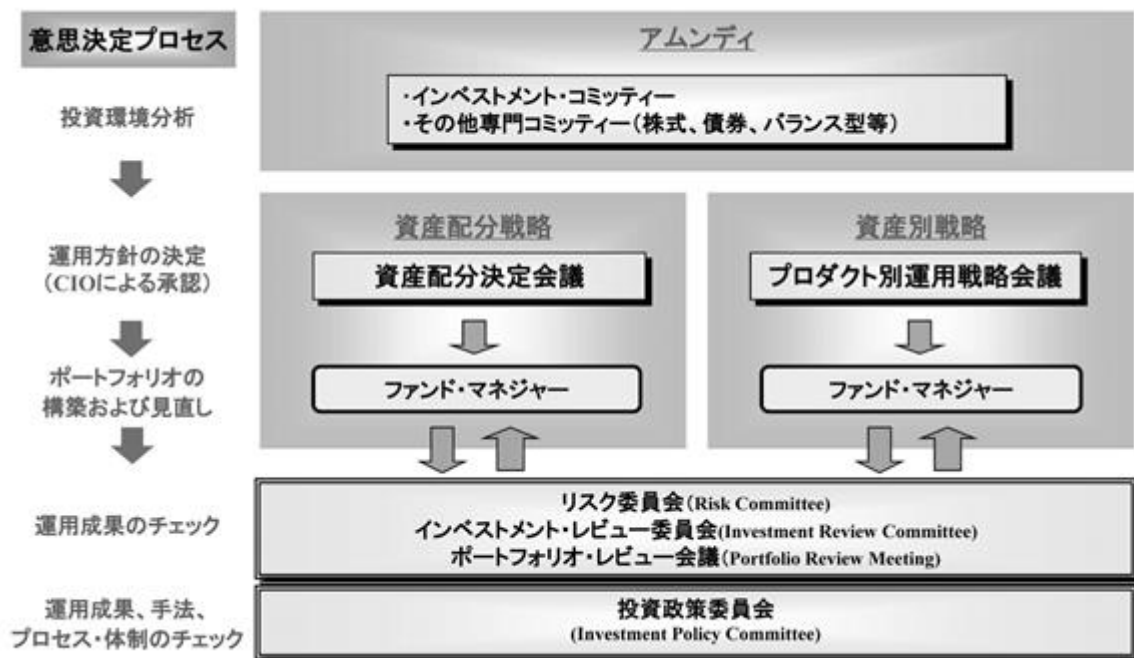 意思決定プロセス
アムンディ
・インベストメント・コミッティー
・その他専門コミッティー(株式、債券、バランス型等)
投資環境分析
資産配分戦略
資産別戦略
運用方針の決定
(CIOによる承認)
資産配分決定会議
プロダクト別運用戦略会議
ポートフォリオの
構築および見直し
ファンド・マネジャー
ファンド・マネジャー
運用成果のチェック
リスク委員会(Risk Committee)
インベストメント・レビュー委員会(Investment Review Committee)
ポートフォリオ・レビュー会議(Portfolio Review Meeting)
運用成果、手法、
プロセス・体制のチェック
投資政策委員会
(Investment Policy Committee)